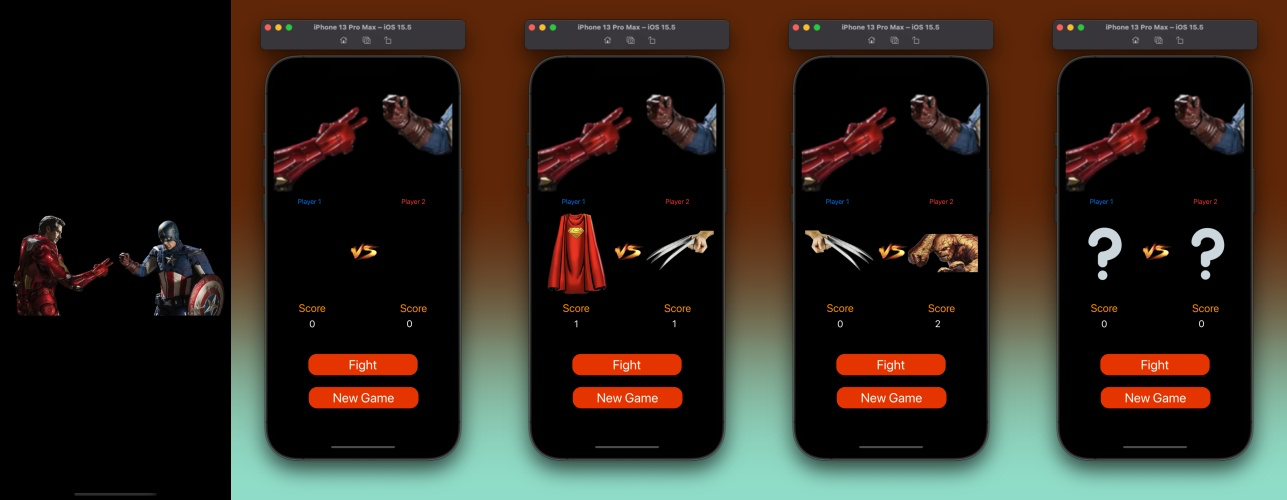 iPhone 13 Pro Max – iOS 15.5
Player 1 Player 2
VS
Score Score
0 0
Fight
New Game
iPhone 13 Pro Max – iOS 15.5
Player 1 Player 2
VS
Score Score
1 1
Fight
New Game
iPhone 13 Pro Max – iOS 15.5
Player 1 Player 2
VS
Score Score
0 2
Fight
New Game
iPhone 13 Pro Max – iOS 15.5
Player 1 Player 2
? VS ?
Score Score
0 0
Fight
New Game